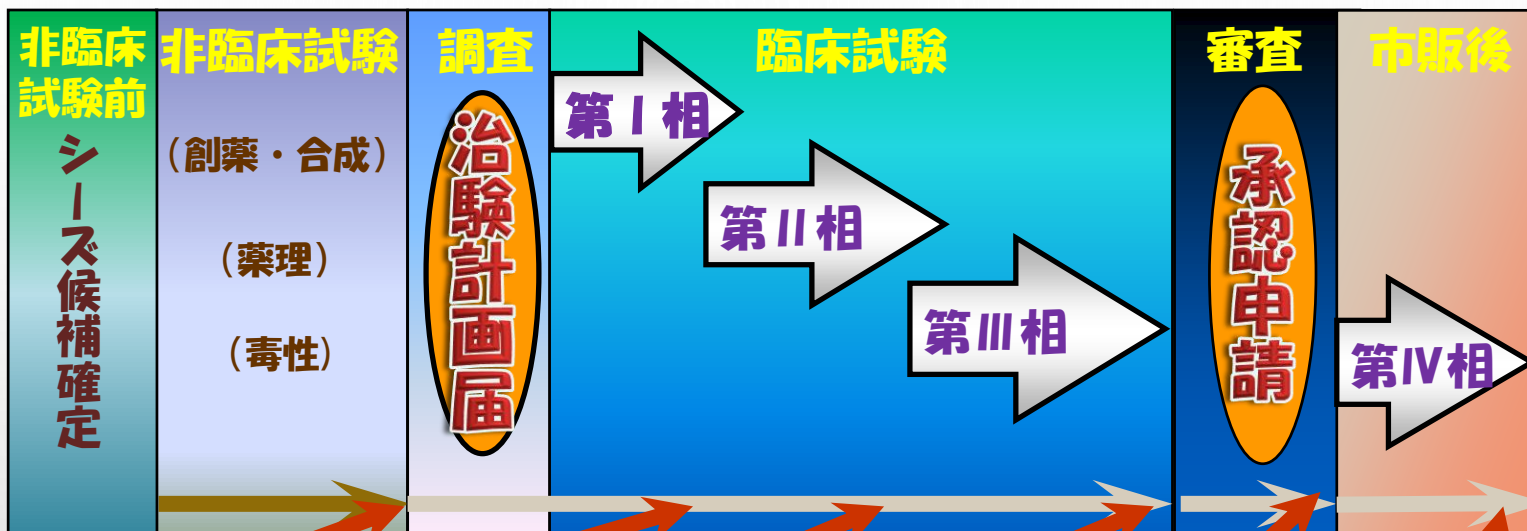 非臨床
試験前
シーズ候補確定
非臨床試験
(創薬・合成)
(薬理)
(毒性)
調査
治験計画届
臨床試験
第Ⅰ相
第Ⅱ相
第Ⅲ相
審査
承認申請
市販後
第Ⅳ相